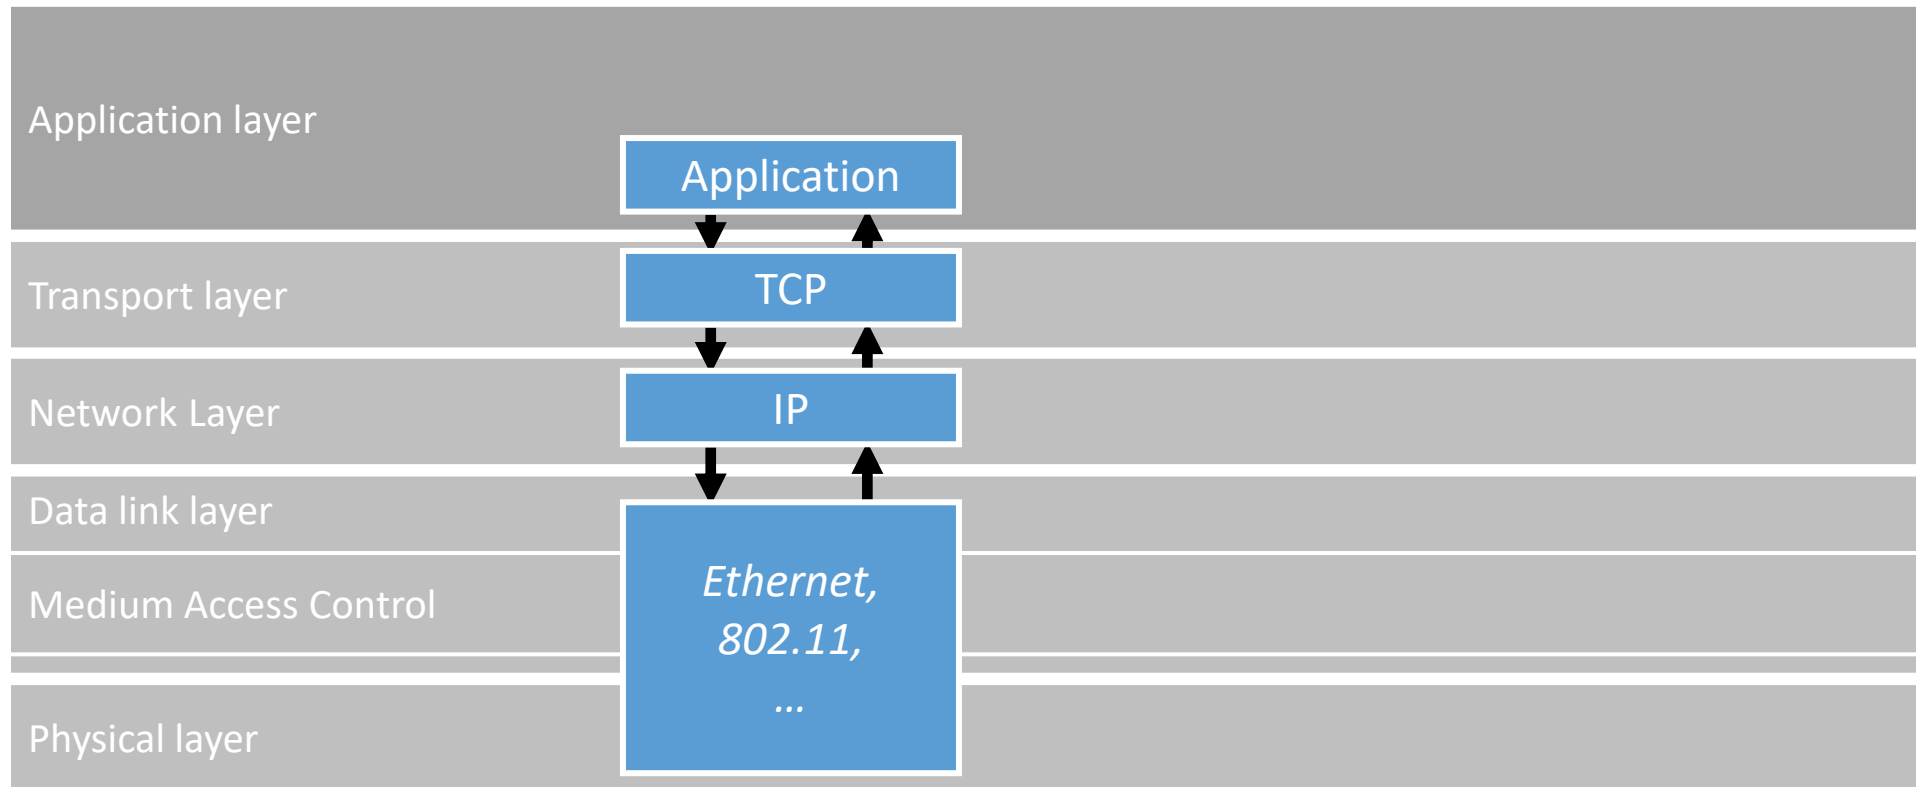 Application layer
Application
Transport layer
TCP
Network Layer
IP
Data link layer
Medium Access Control
Ethernet,
802.11,
...
Physical layer